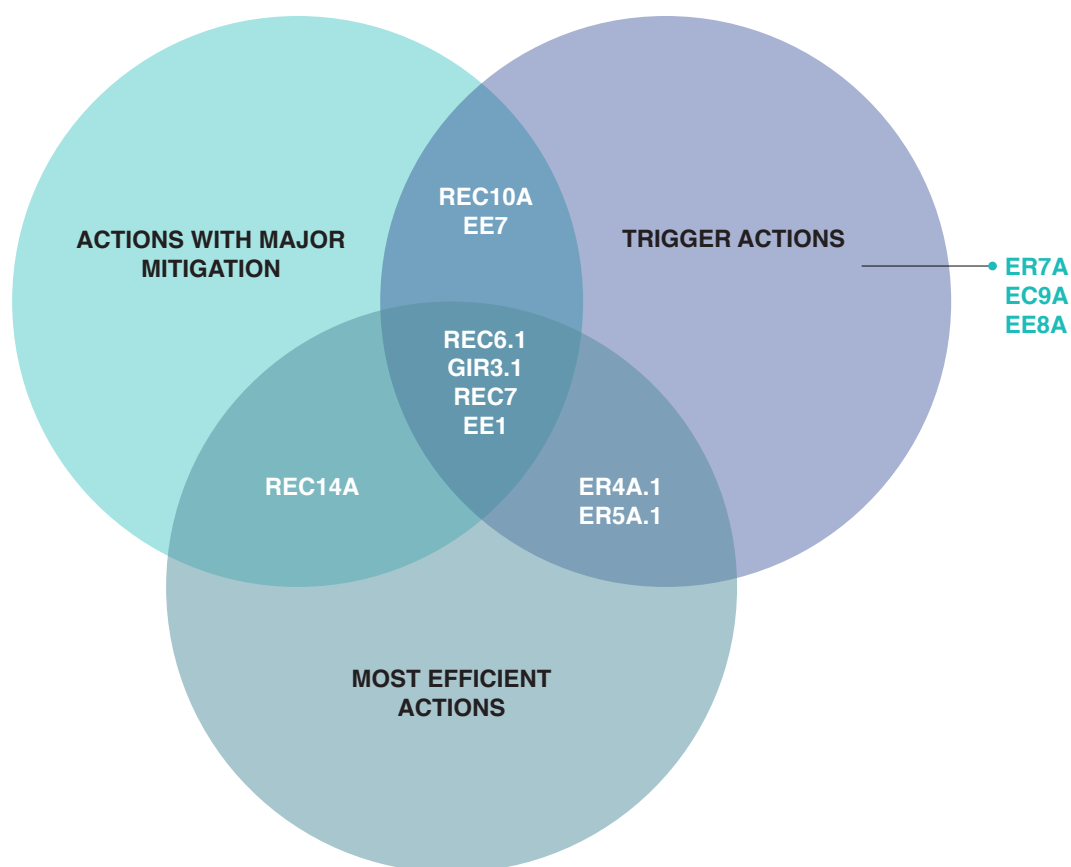 REC10A
EE7
ACTIONS WITH MAJOR
MITIGATION
TRIGGER ACTIONS
ER7A
EC9A
EE8A
REC6.1
GIR3.1
REC7
EE1
REC14A
ER4A.1
ER5A.1
MOST EFFICIENT
ACTIONS